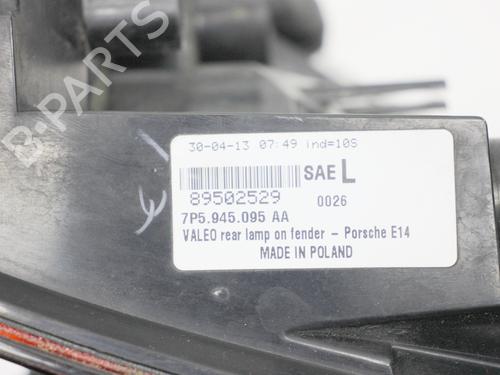 B-PARTS
30-04-13 07:49 ind=10S
SAE L
89502529
0026
7P5.945.095 AA
VALEO rear lamp on fender - Porsche E14
MADE IN POLAND